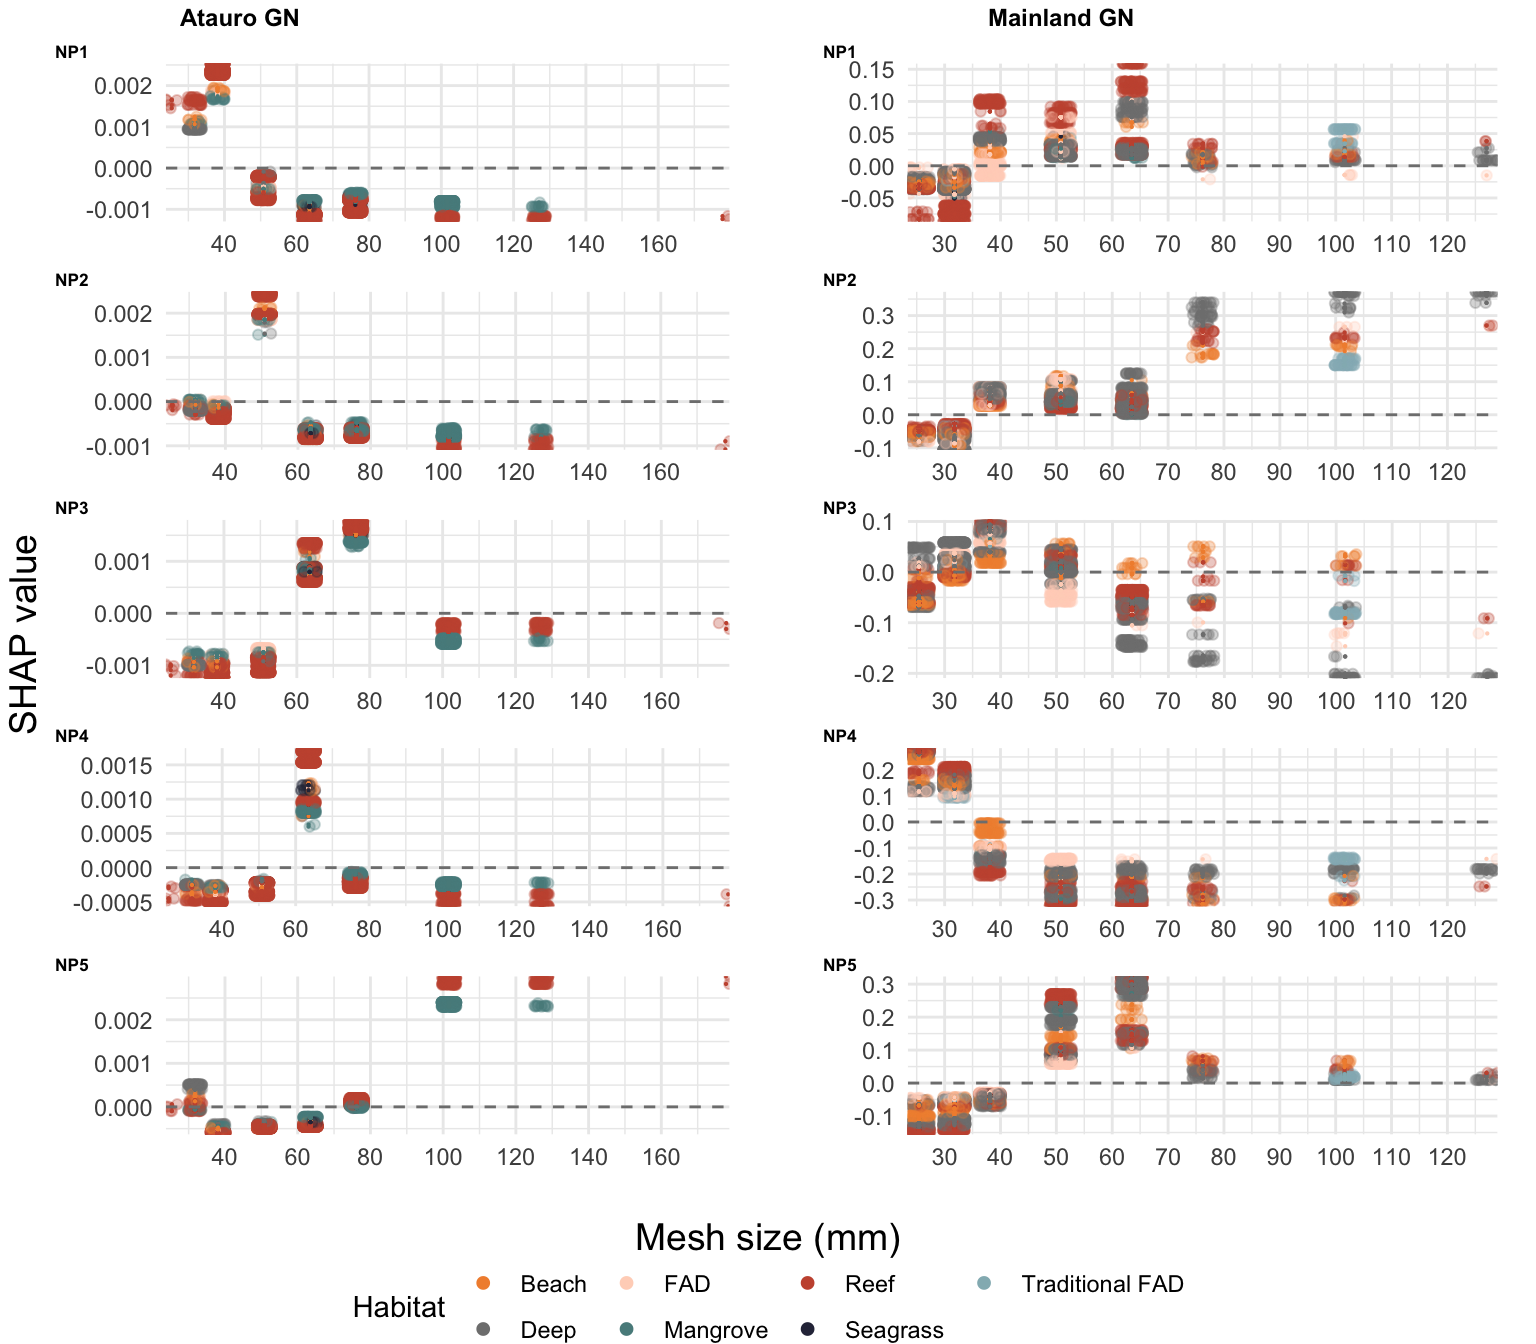 Atauro GN Mainland GN
NP1 NP1
0.002 0.001 0.000 -0.001
40 60 80 100 120 140 160
0.15 0.10 0.05 0.00 -0.05
30 40 50 60 70 80 90 100 110 120
NP2 NP2
0.002 0.001 0.000 -0.001
40 60 80 100 120 140 160
0.3 0.2 0.1 0.0 -0.1
30 40 50 60 70 80 90 100 110 120
NP3 NP3
0.001 0.000 -0.001
40 60 80 100 120 140 160
0.1 0.0 -0.1 -0.2
30 40 50 60 70 80 90 100 110 120
SHAP value
NP4 NP4
0.0015 0.0010 0.0005 0.0000 -0.0005
40 60 80 100 120 140 160
0.2 0.1 0.0 -0.1 -0.2 -0.3
30 40 50 60 70 80 90 100 110 120
NP5 NP5
0.002 0.001 0.000
40 60 80 100 120 140 160
0.3 0.2 0.1 0.0 -0.1
30 40 50 60 70 80 90 100 110 120
Mesh size (mm)
Habitat
Beach FAD Reef Traditional FAD
Deep Mangrove Seagrass